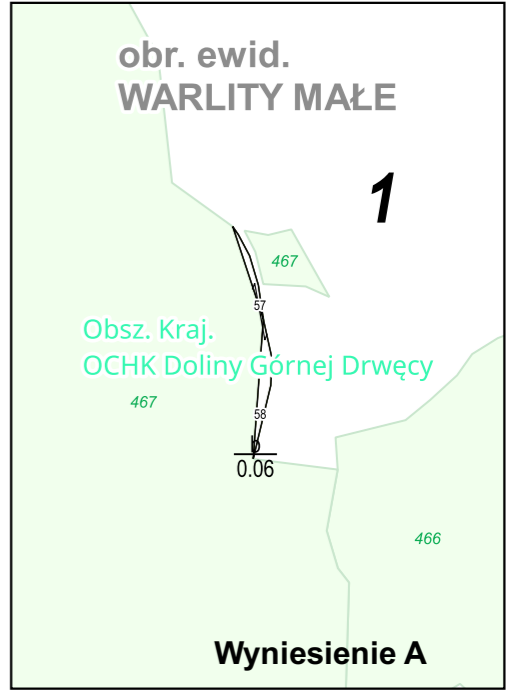 obr. ewid.
WARLITY MAŁE
1
467
57
Obsz. Kraj.
OCHK Doliny Górnej Drwęcy
467
58
0.06
466
Wyniesienie A